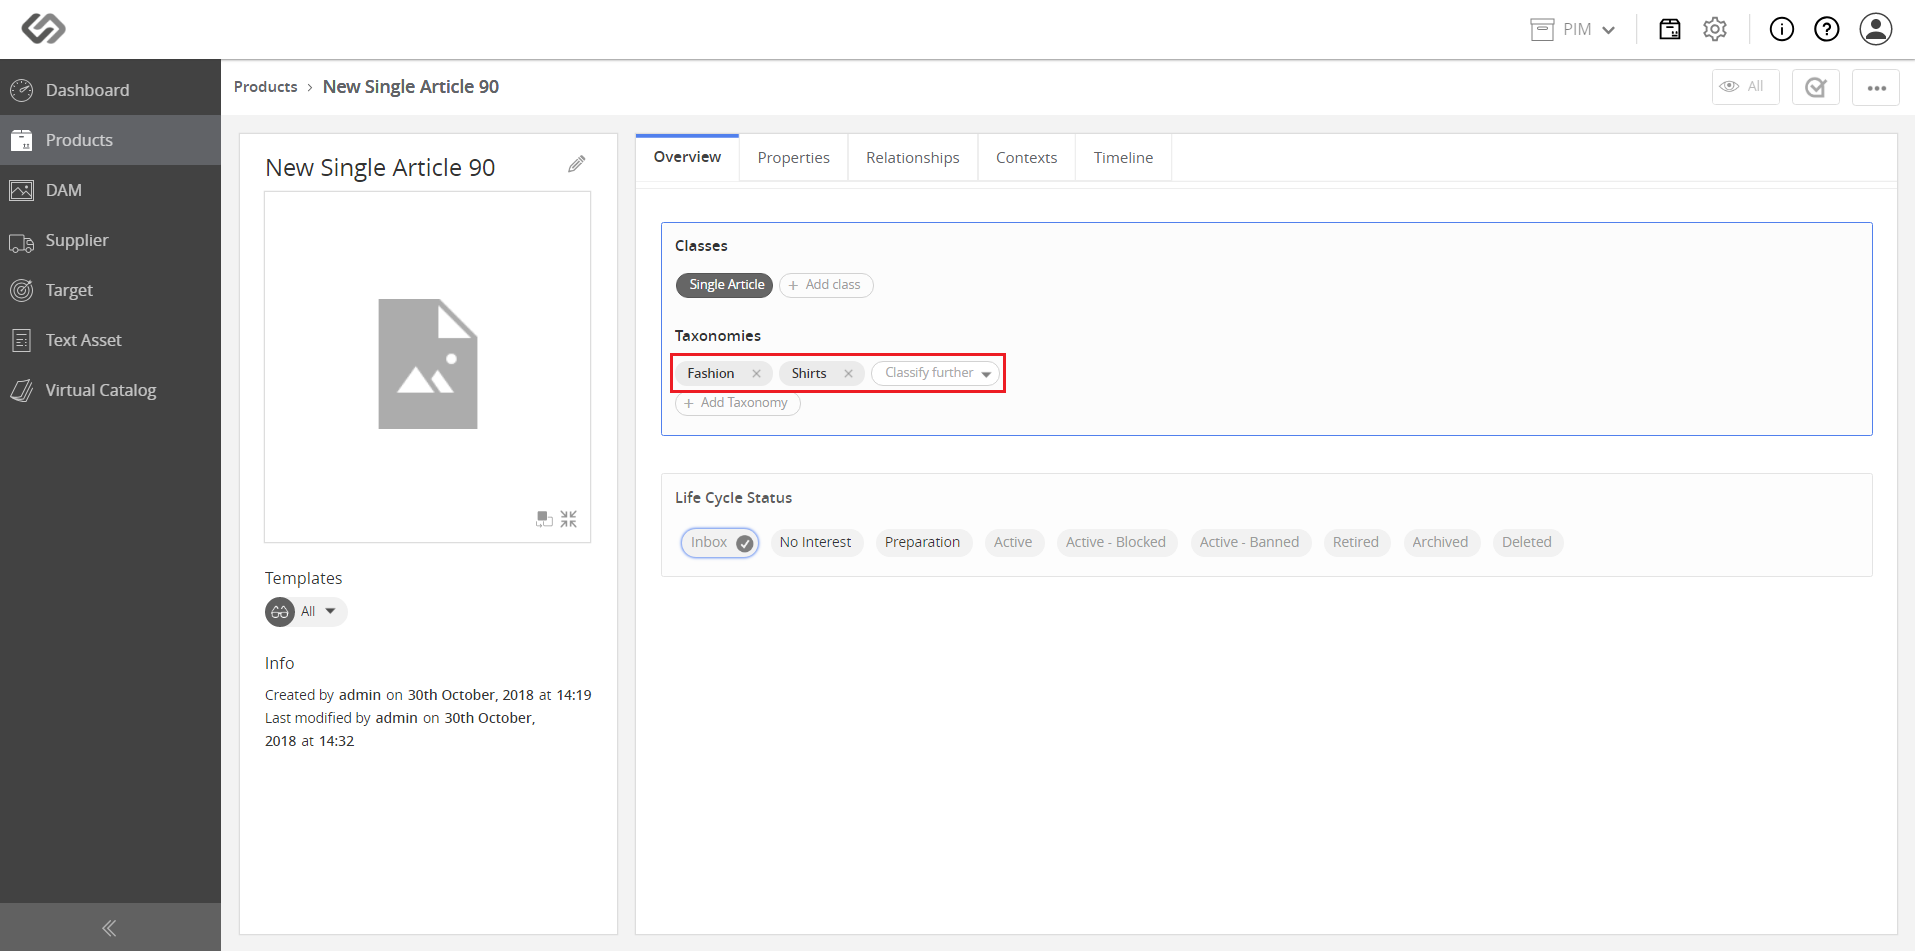 PIM
Dashboard
Products
DAM
Supplier
Target
Text Asset
Virtual Catalog
Products › New Single Article 90
All
New Single Article 90
Templates
All
Info
Created by admin on 30th October, 2018 at 14:19
Last modified by admin on 30th October,
2018 at 14:32
Overview Properties Relationships Contexts Timeline
Classes
Single Article + Add class
Taxonomies
Fashion × Shirts × Classify further
+ Add Taxonomy
Life Cycle Status
Inbox No Interest Preparation Active Active - Blocked Active - Banned Retired Archived Deleted